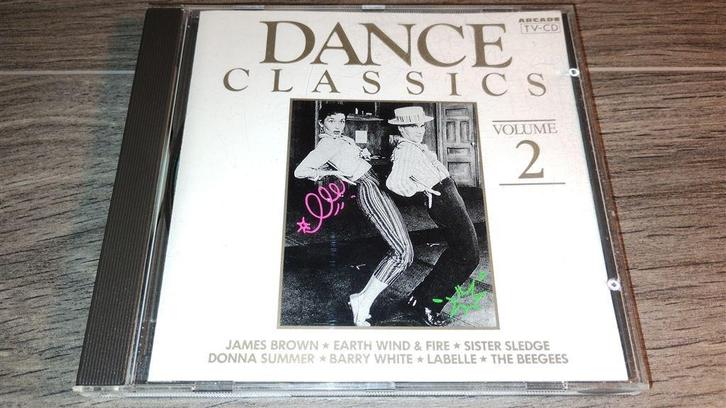 ARCADE
TV-CD
DANCE
CLASSICS
VOLUME
2
JAMES BROWN ★ EARTH WIND & FIRE ★ SISTER SLEDGE
DONNA SUMMER ★ BARRY WHITE ★ LABELLE ★ THE BEEGEES